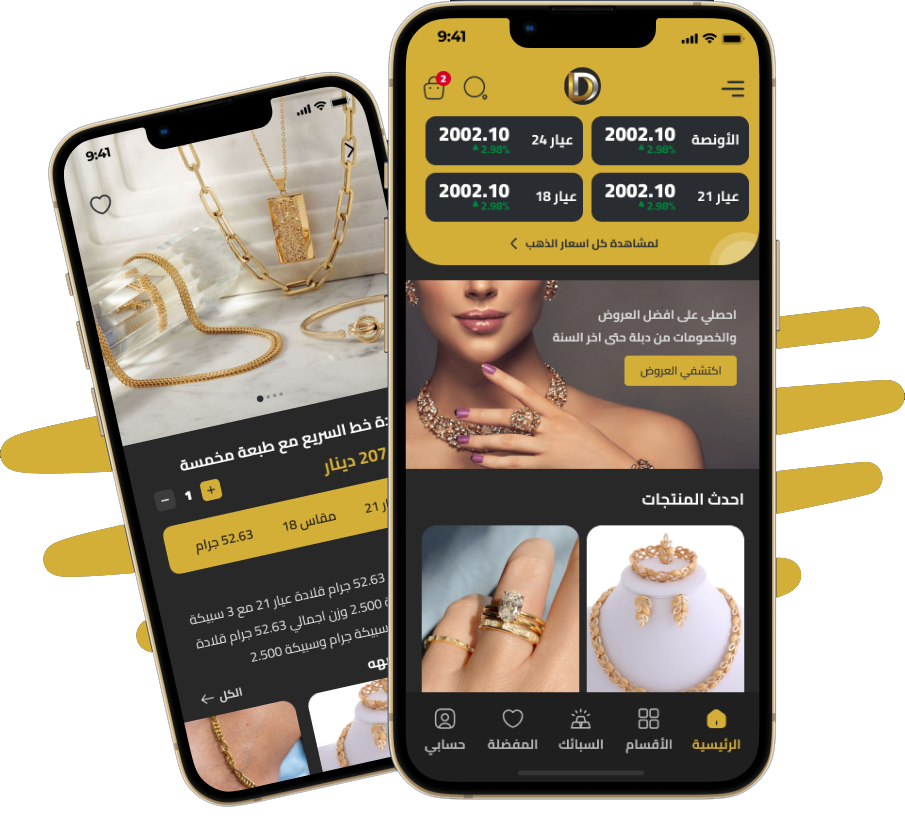 9:41
2
الأونصة 2002.10
2.98%
عيار 24 2002.10
2.98%
عيار 21 2002.10
2.98%
عيار 18 2002.10
2.98%
لمشاهدة كل اسعار الذهب
احصلي على افضل العروض
والخصومات من دبلة حتى اخر السنة
اكتشفي العروض
احدث المنتجات
الرئيسية
الأقسام
السبائك
المفضلة
حسابي
9:41
خط السريع مع طبعة مخمسة
207 دينار
+ 1 −
21
مقاس 18
52.63 جرام
52.63 جرام قلادة عيار 21 مع 3 سبيكة
2.500 وزن اجمالي 52.63 جرام قلادة
سبيكة جرام وسبيكة 2.500
الكل